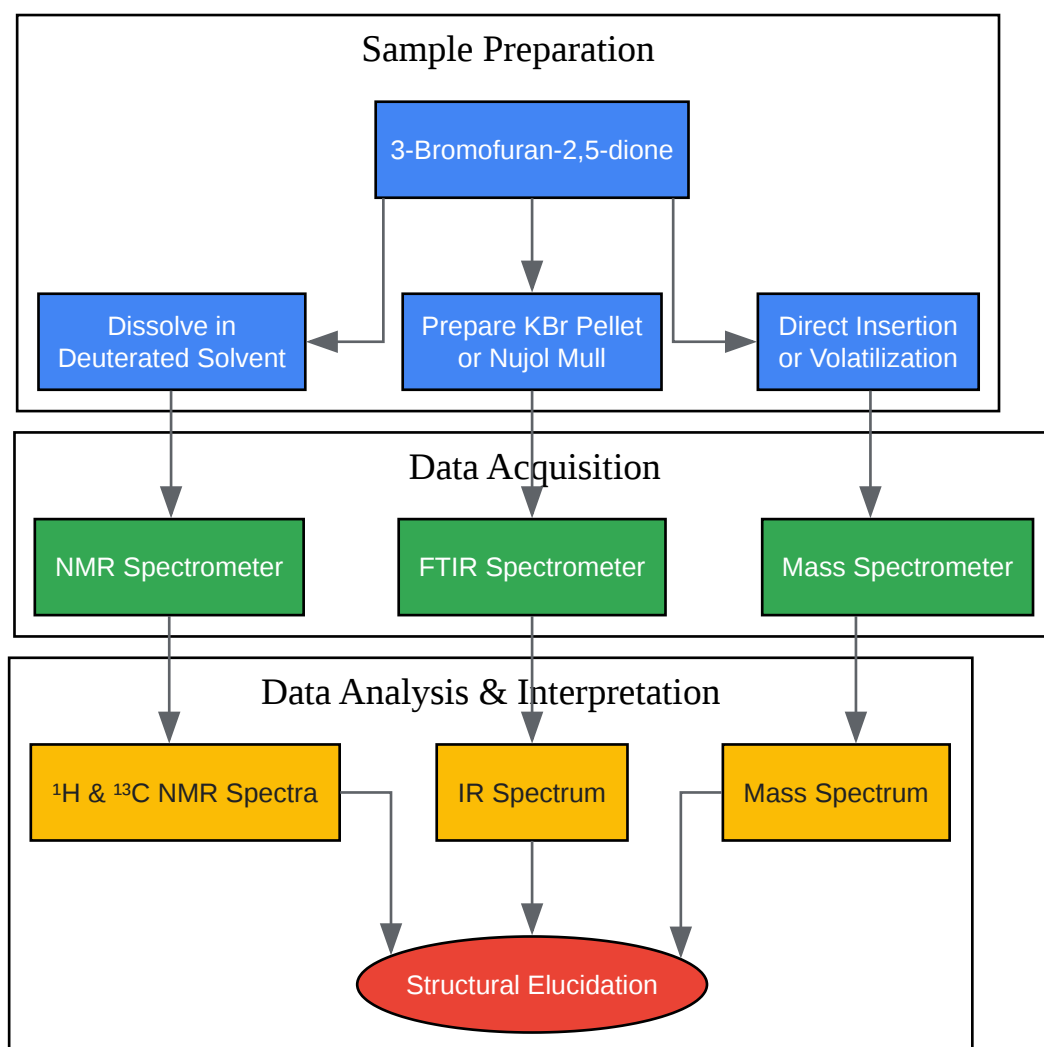 Sample Preparation
3-Bromofuran-2,5-dione
Dissolve in
Deuterated Solvent
Prepare KBr Pellet
or Nujol Mull
Direct Insertion
or Volatilization
Data Acquisition
NMR Spectrometer
FTIR Spectrometer
Mass Spectrometer
Data Analysis & Interpretation
¹H & ¹³C NMR Spectra
IR Spectrum
Mass Spectrum
Structural Elucidation